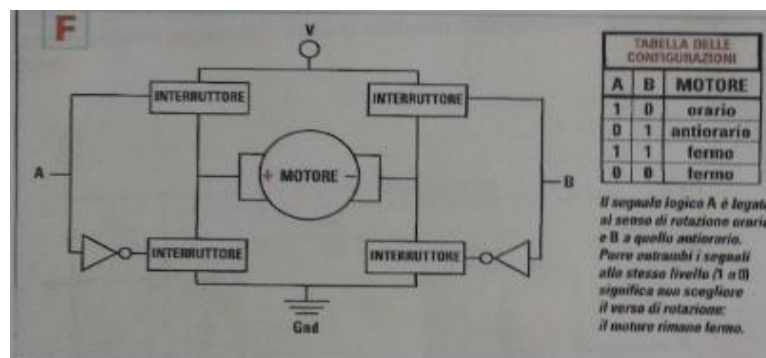 F
V
INTERRUTTORE
INTERRUTTORE
A
+ MOTORE −
B
INTERRUTTORE
INTERRUTTORE
Gnd
TABELLA DELLE
CONFIGURAZIONI
A B MOTORE
1 0 orario
0 1 antiorario
1 1 fermo
0 0 fermo
Il segnale logico A è legato
al senso di rotazione orario
e B a quello antiorario.
Porre entrambi i segnali
allo stesso livello (1 o 0)
significa non scegliere
il verso di rotazione:
il motore rimane fermo.